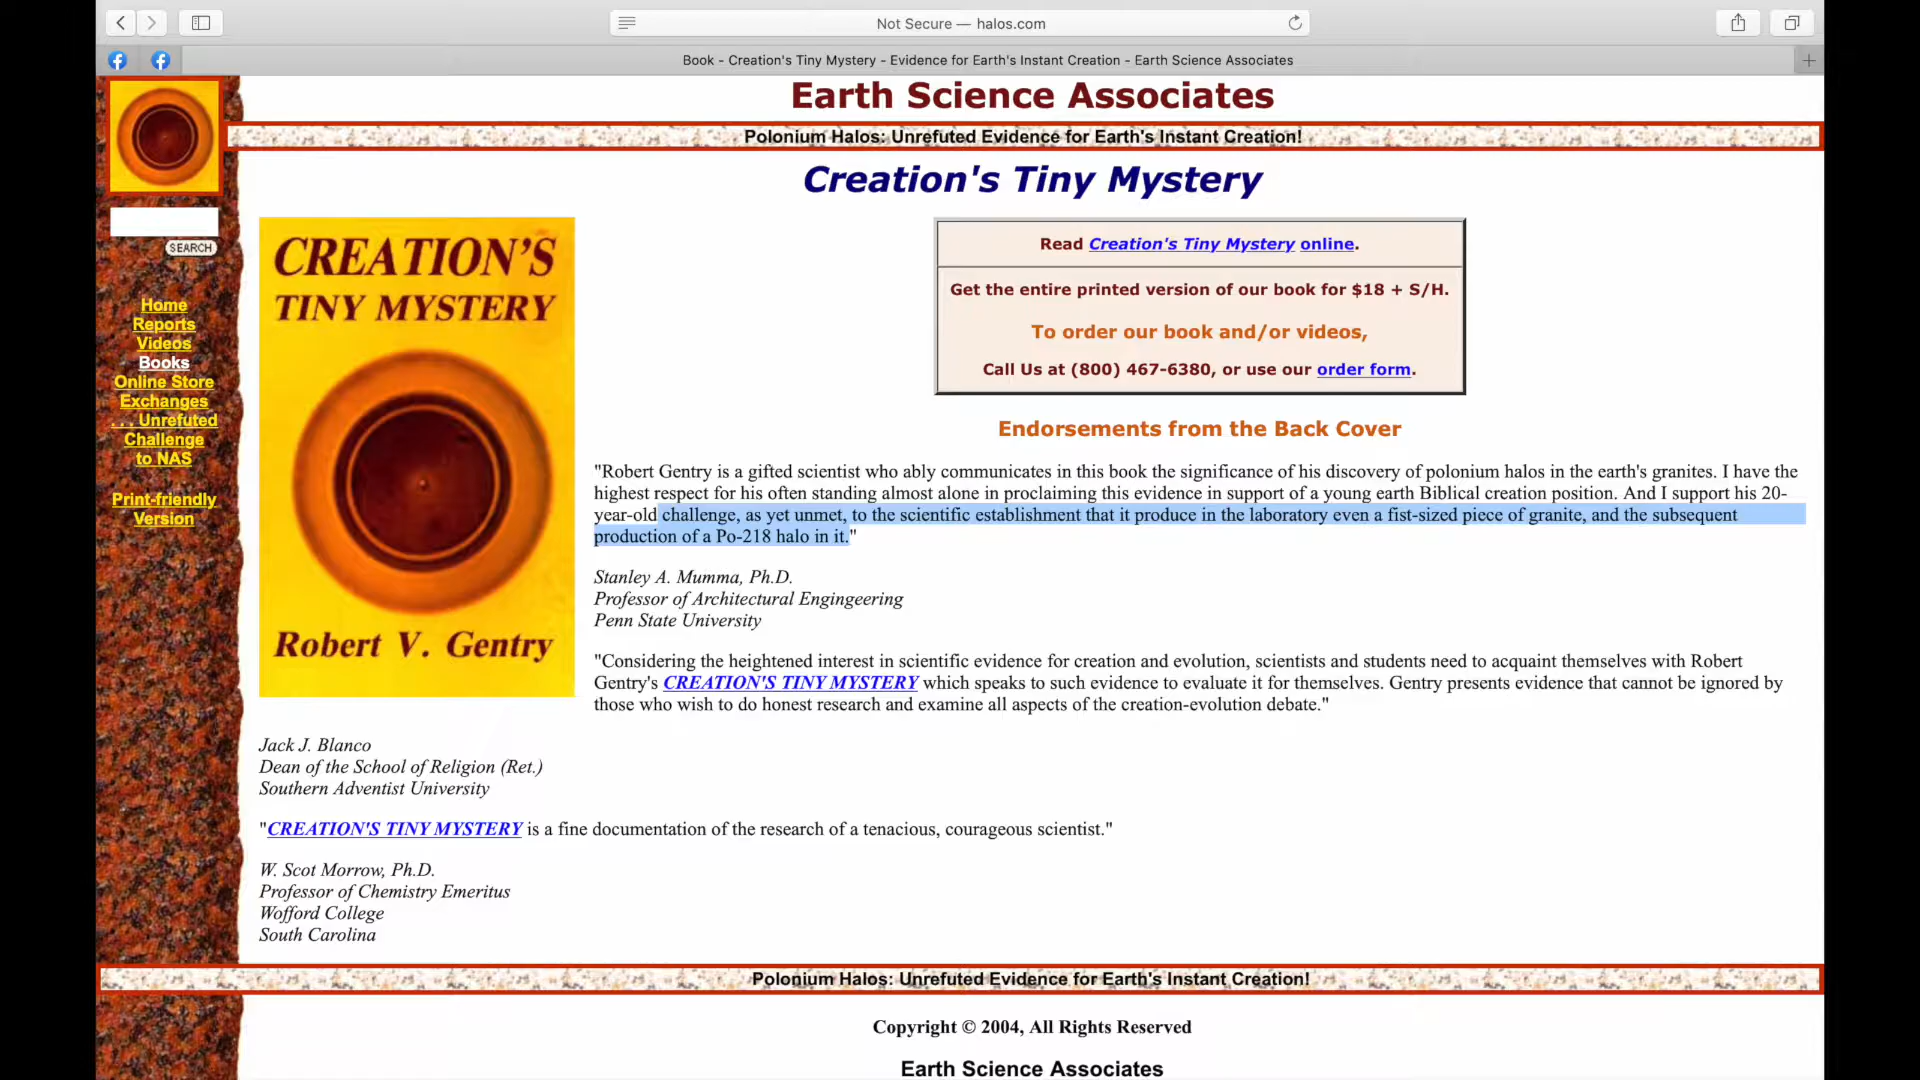 Not Secure — halos.com
Book - Creation's Tiny Mystery - Evidence for Earth's Instant Creation - Earth Science Associates
Earth Science Associates
Polonium Halos: Unrefuted Evidence for Earth's Instant Creation!
Creation's Tiny Mystery
SEARCH
Home
Reports
Videos
Books
Online Store
Exchanges
. . . Unrefuted
Challenge
to NAS
Print-friendly
Version
CREATION'S
TINY MYSTERY
Robert V. Gentry
Read Creation's Tiny Mystery online.
Get the entire printed version of our book for $18 + S/H.
To order our book and/or videos,
Call Us at (800) 467-6380, or use our order form.
Endorsements from the Back Cover
"Robert Gentry is a gifted scientist who ably communicates in this book the significance of his discovery of polonium halos in the earth's granites. I have the
highest respect for his often standing almost alone in proclaiming this evidence in support of a young earth Biblical creation position. And I support his 20-
year-old challenge, as yet unmet, to the scientific establishment that it produce in the laboratory even a fist-sized piece of granite, and the subsequent
production of a Po-218 halo in it."
Stanley A. Mumma, Ph.D.
Professor of Architectural Engingeering
Penn State University
"Considering the heightened interest in scientific evidence for creation and evolution, scientists and students need to acquaint themselves with Robert
Gentry's CREATION'S TINY MYSTERY which speaks to such evidence to evaluate it for themselves. Gentry presents evidence that cannot be ignored by
those who wish to do honest research and examine all aspects of the creation-evolution debate."
Jack J. Blanco
Dean of the School of Religion (Ret.)
Southern Adventist University
"CREATION'S TINY MYSTERY is a fine documentation of the research of a tenacious, courageous scientist."
W. Scot Morrow, Ph.D.
Professor of Chemistry Emeritus
Wofford College
South Carolina
Polonium Halos: Unrefuted Evidence for Earth's Instant Creation!
Copyright © 2004, All Rights Reserved
Earth Science Associates